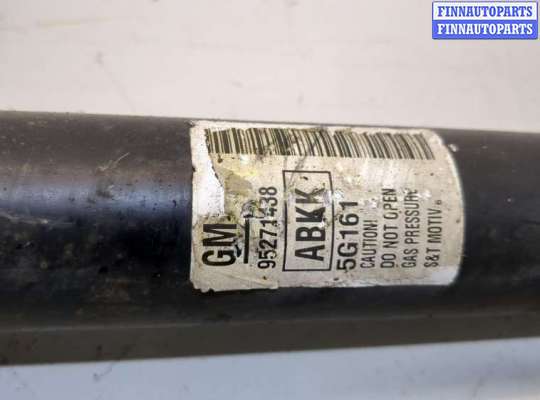 FINNAUTOPARTS
FINNAUTOPARTS
GM
95271438
ABKK
5G161
CAUTION!
DO NOT OPEN
GAS PRESSURE
S&T MOTIV